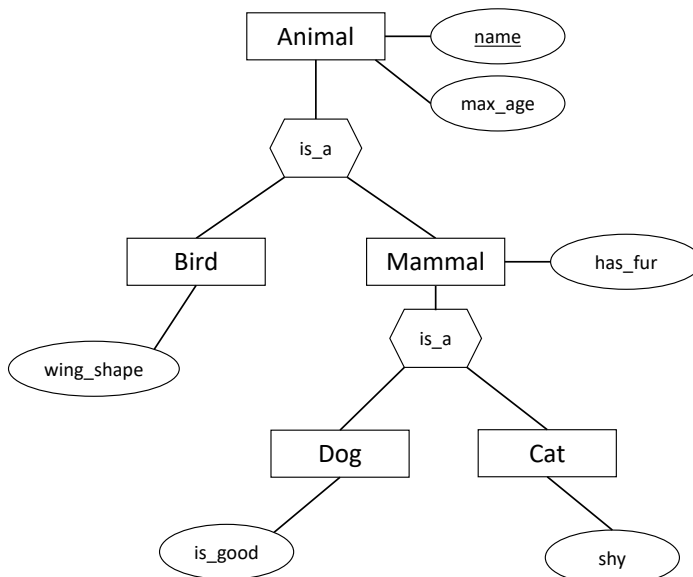 Animal
name
max_age
is_a
Bird
Mammal
has_fur
is_a
wing_shape
Dog
Cat
is_good
shy